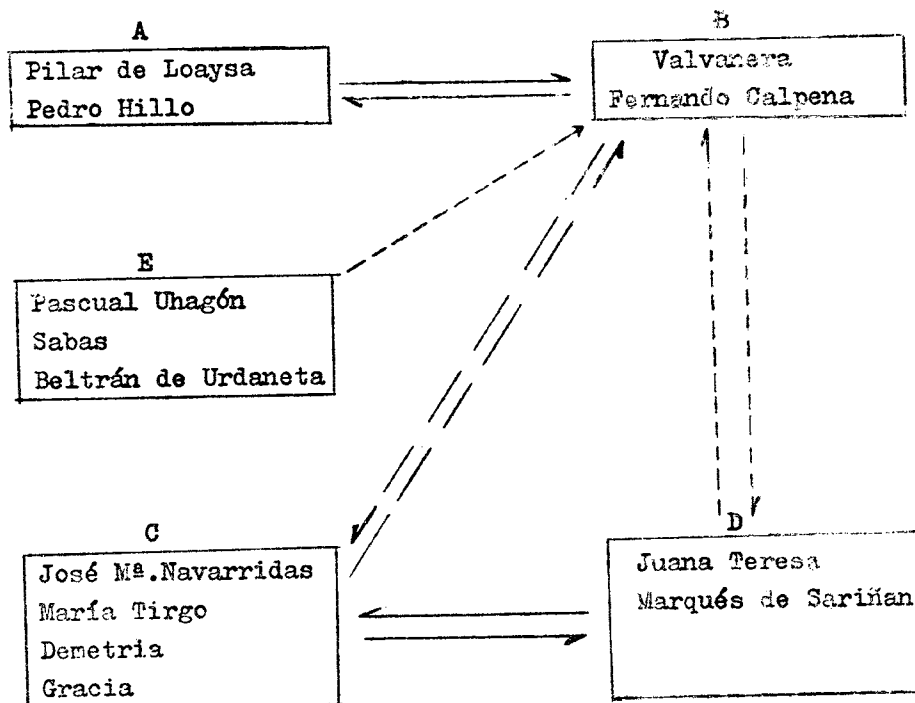 A
Pilar de Loaysa
Pedro Hillo
B
Valvanera
Fernando Calpena
E
Pascual Uhagón
Sabas
Beltrán de Urdaneta
C
José Mª.Navarridas
María Tirgo
Demetria
Gracia
D
Juana Teresa
Marqués de Sariñan